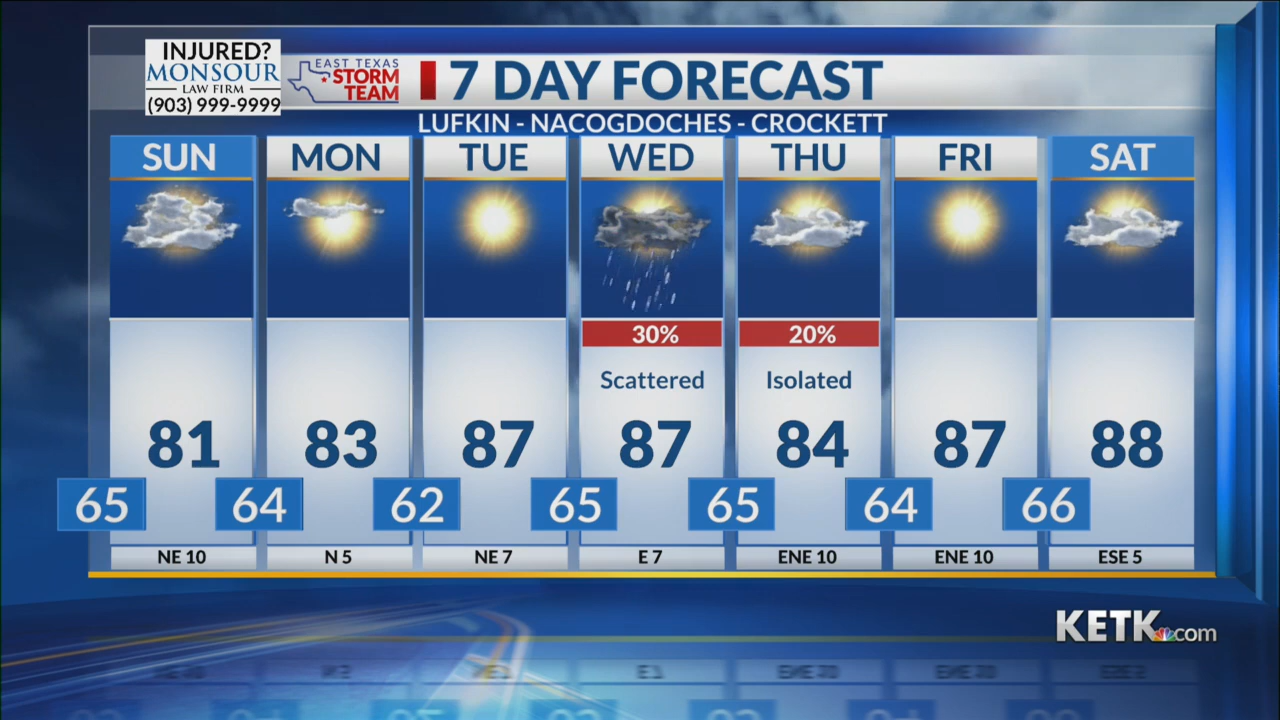 INJURED?
MONSOUR
LAW FIRM
(903) 999-9999
EAST TEXAS
STORM
TEAM
7 DAY FORECAST
LUFKIN - NACOGDOCHES - CROCKETT
SUN MON TUE WED THU FRI SAT
30% 20%
Scattered Isolated
81 83 87 87 84 87 88
65 64 62 65 65 64 66
NE 10 N 5 NE 7 E 7 ENE 10 ENE 10 ESE 5
KETK.com